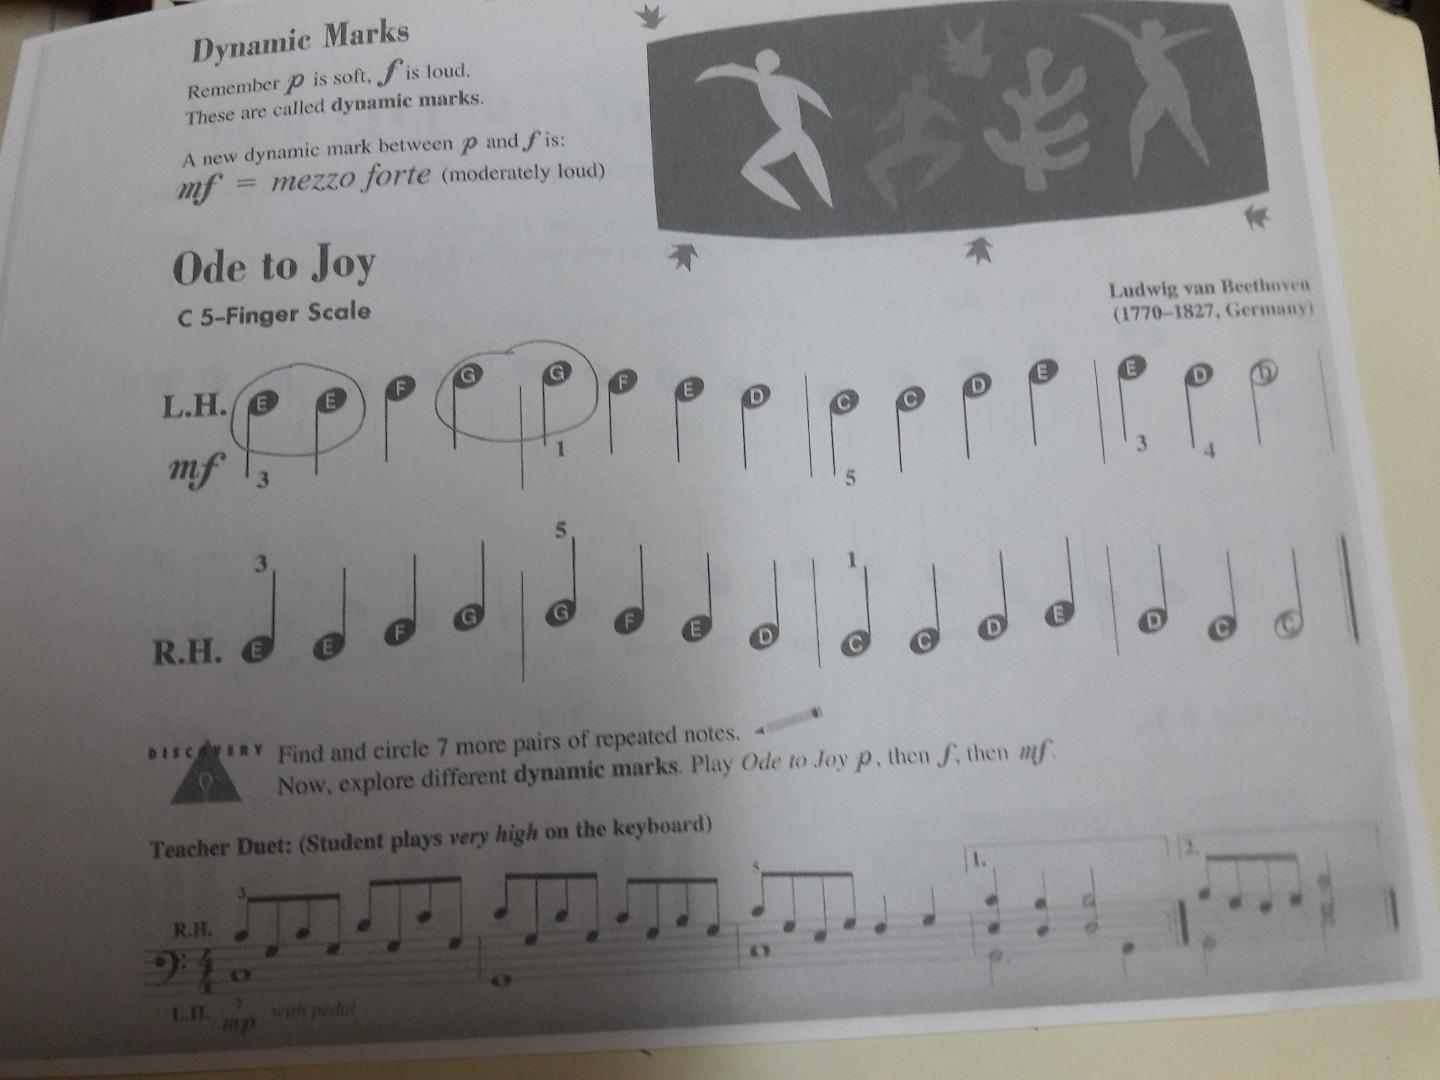 Dynamic Marks
Remember p is soft, f is loud.
These are called dynamic marks.
A new dynamic mark between p and f is:
mf = mezzo forte (moderately loud)
Ode to Joy
C 5-Finger Scale
Ludwig van Beethoven
(1770–1827, Germany)
L.H. E E F G G F E D C C D E E D D
mf 3 1 5 3 4
3 5 1
R.H. E E F G G F E D C C D E D C C
DISCOVERY Find and circle 7 more pairs of repeated notes.
Now, explore different dynamic marks. Play Ode to Joy p, then f, then mf.
Teacher Duet: (Student plays very high on the keyboard)
3 5 1. 2.
R.H.
4
4
L.H. 2
mp with pedal